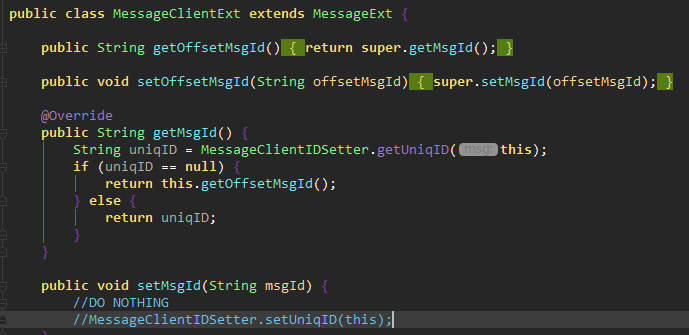 public class MessageClientExt extends MessageExt {
public String getOffsetMsgId() { return super.getMsgId(); }
public void setOffsetMsgId(String offsetMsgId) { super.setMsgId(offsetMsgId); }
@Override
public String getMsgId() {
String uniqID = MessageClientIDSetter.getUniqID( msg: this);
if (uniqID == null) {
return this.getOffsetMsgId();
} else {
return uniqID;
}
}
public void setMsgId(String msgId) {
//DO NOTHING
//MessageClientIDSetter.setUniqID(this);
}